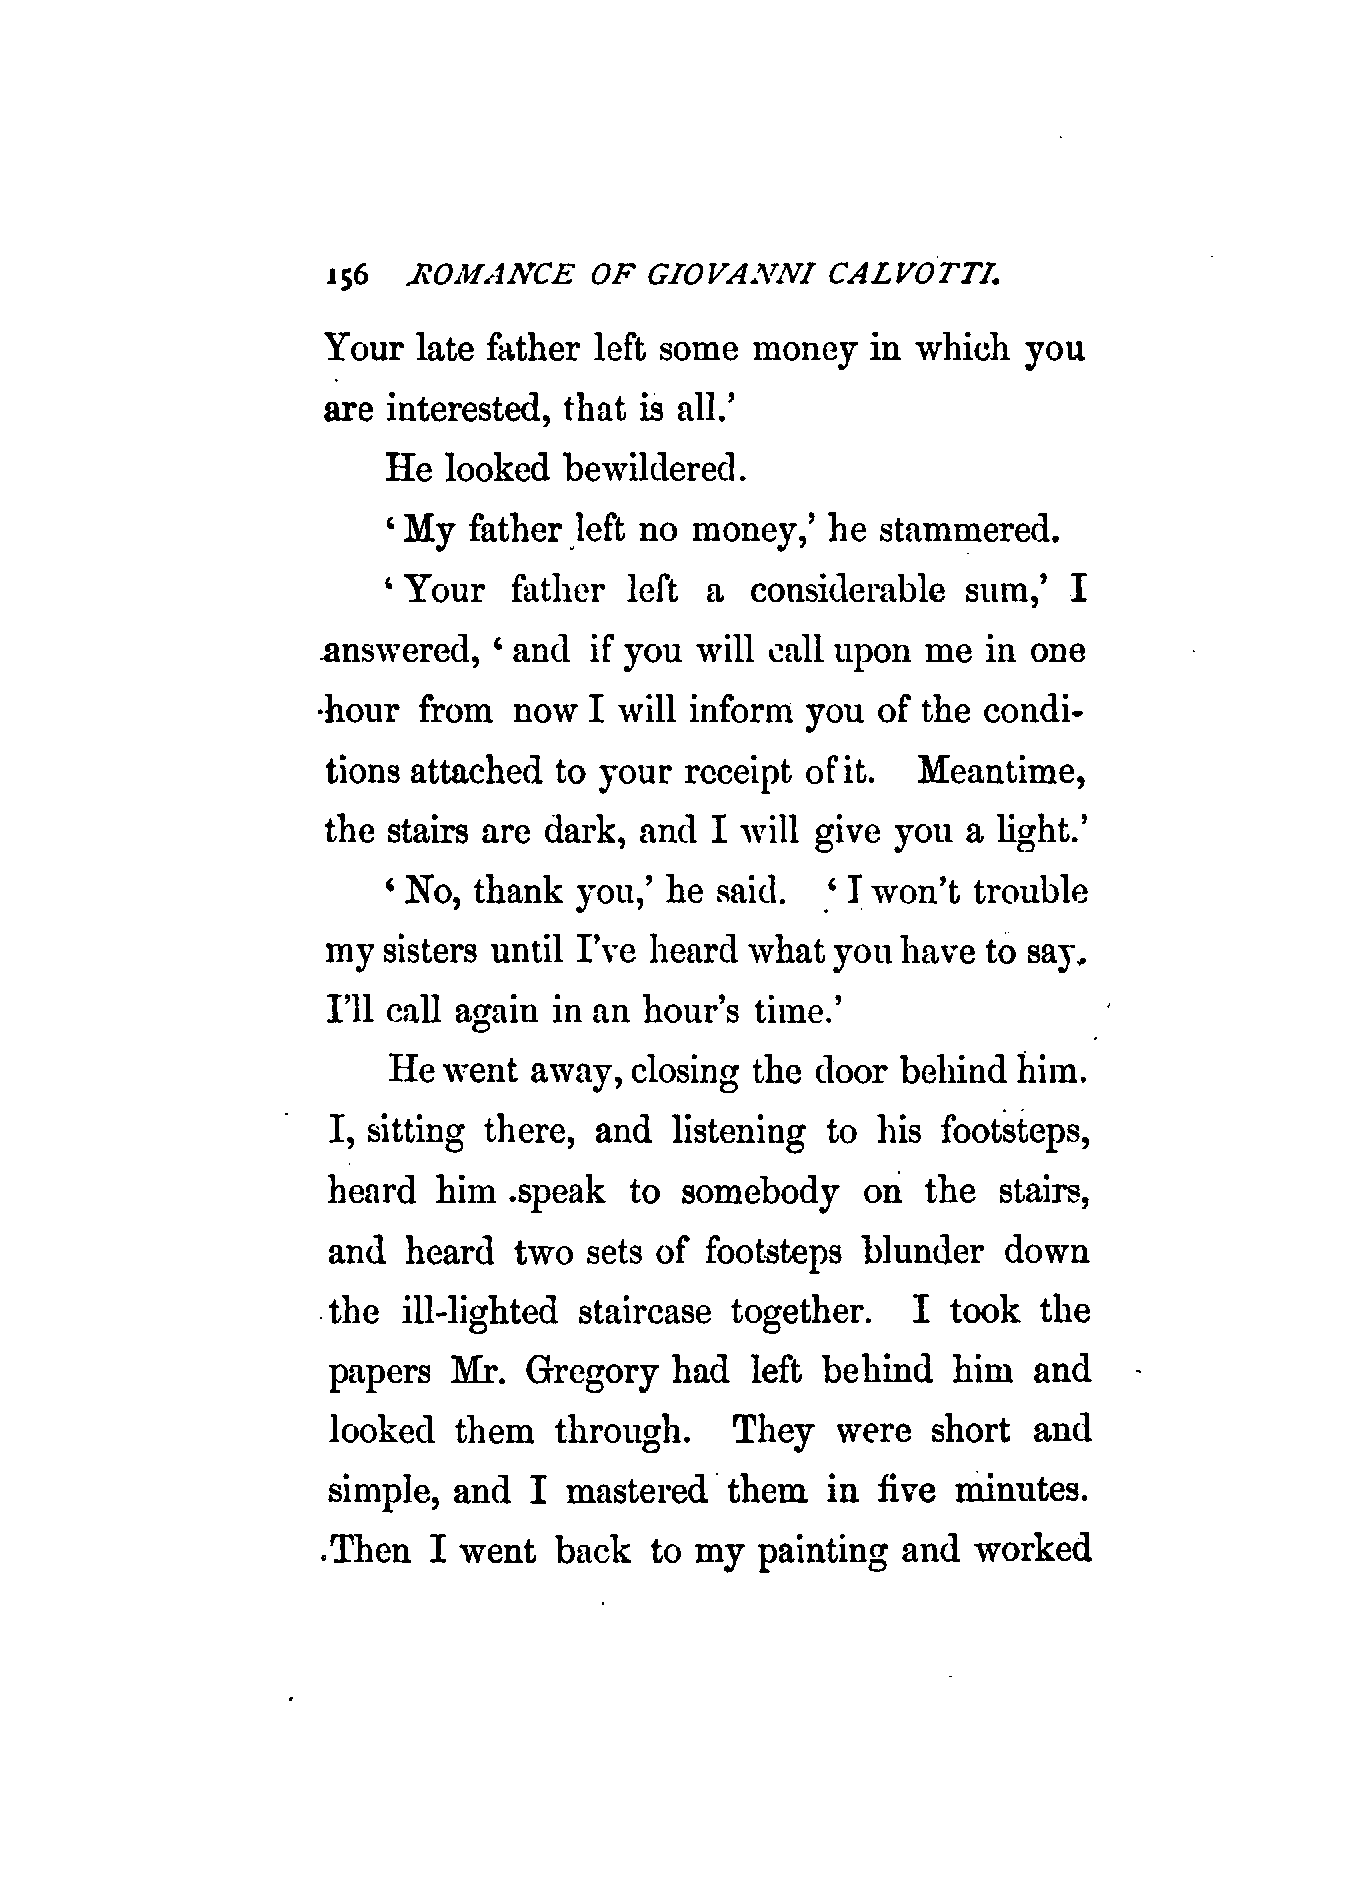 156 ROMANCE OF GIOVANNI CALVOTTI.
Your late father left some money in which you
are interested, that is all.’
He looked bewildered.
‘My father left no money,’ he stammered.
‘Your father left a considerable sum,’ I
answered, ‘and if you will call upon me in one
hour from now I will inform you of the condi-
tions attached to your receipt of it. Meantime,
the stairs are dark, and I will give you a light.’
‘No, thank you,’ he said. ‘I won’t trouble
my sisters until I’ve heard what you have to say.
I’ll call again in an hour’s time.’
He went away, closing the door behind him.
I, sitting there, and listening to his footsteps,
heard him speak to somebody on the stairs,
and heard two sets of footsteps blunder down
the ill-lighted staircase together. I took the
papers Mr. Gregory had left behind him and
looked them through. They were short and
simple, and I mastered them in five minutes.
Then I went back to my painting and worked